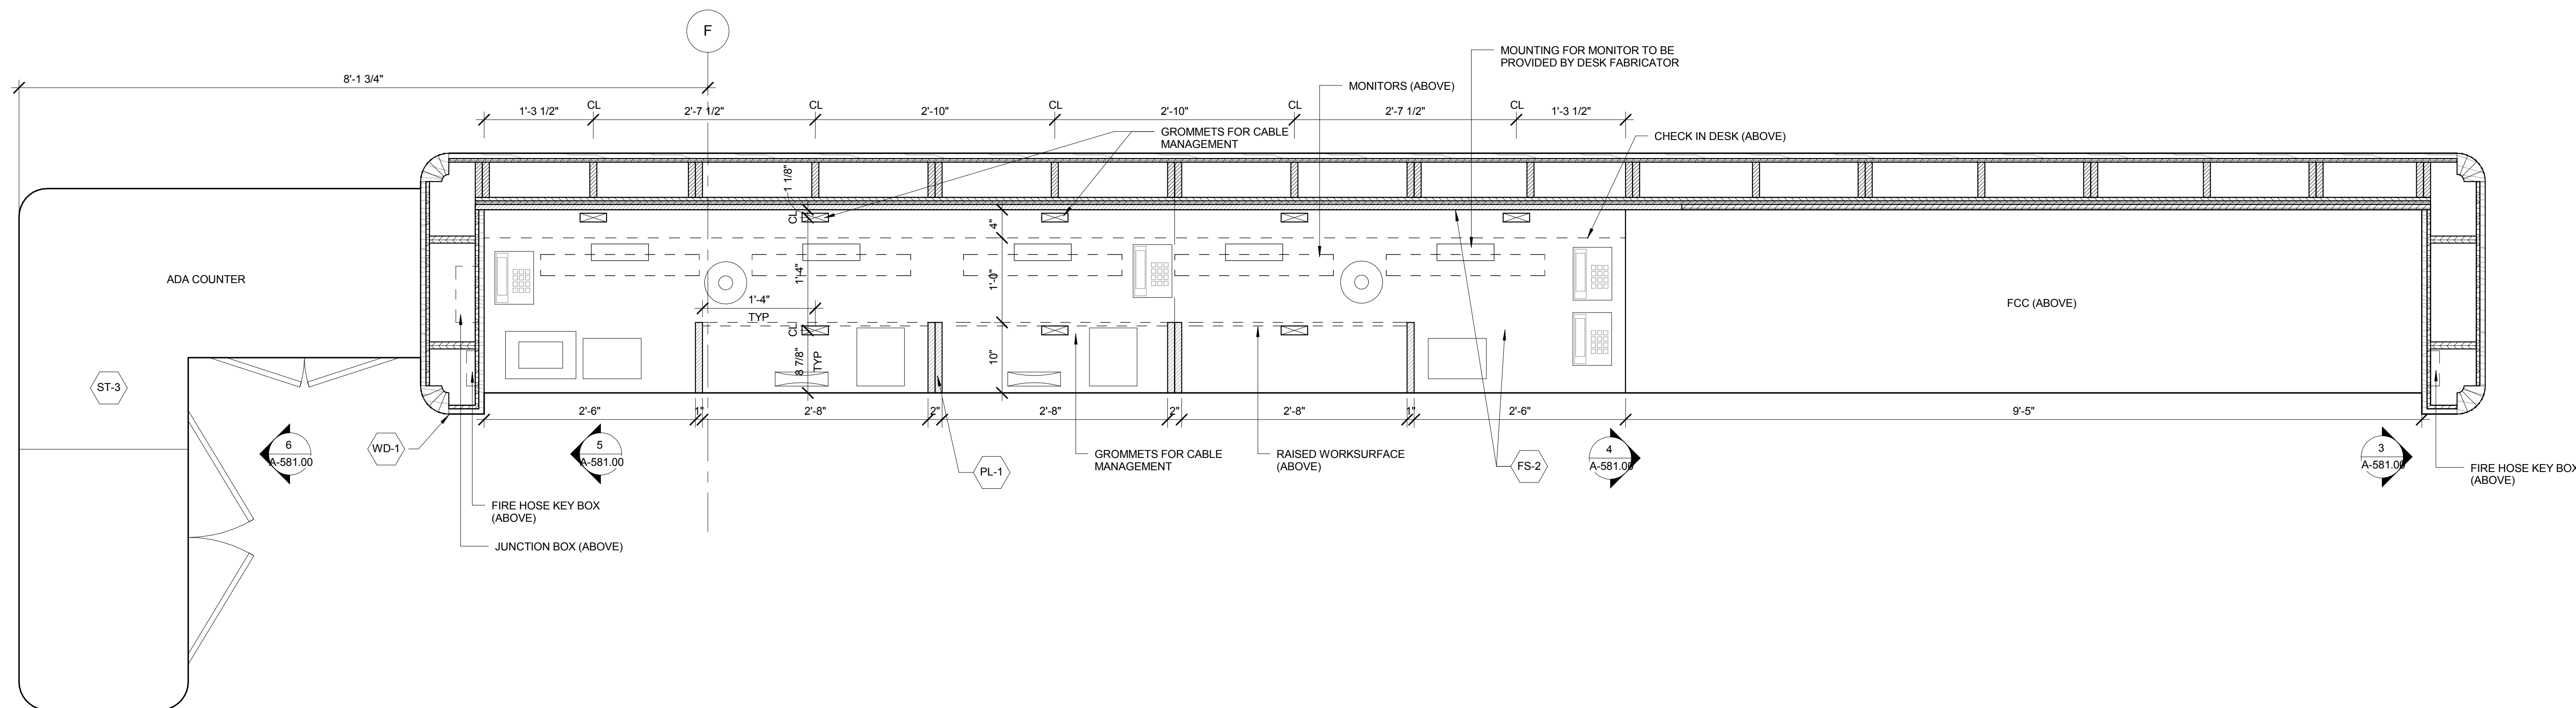 F
8'-1 3/4"
MOUNTING FOR MONITOR TO BE
PROVIDED BY DESK FABRICATOR
MONITORS (ABOVE)
CL
CL
CL
CL
CL
1'-3 1/2"
2'-7 1/2"
2'-10"
2'-10"
2'-7 1/2"
1'-3 1/2"
GROMMETS FOR CABLE
MANAGEMENT
CHECK IN DESK (ABOVE)
1 1/8"
CL
4"
1'-4"
1'-0"
ADA COUNTER
FCC (ABOVE)
1'-4"
TYP
CL
8 7/8"
TYP
10"
ST-3
2'-6"
1"
2'-8"
2"
2'-8"
2"
2'-8"
1"
2'-6"
9'-5"
6
A-581.00
WD-1
5
A-581.00
PL-1
GROMMETS FOR CABLE
MANAGEMENT
RAISED WORKSURFACE
(ABOVE)
FS-2
4
A-581.00
3
A-581.00
FIRE HOSE KEY BOX
(ABOVE)
FIRE HOSE KEY BOX
(ABOVE)
JUNCTION BOX (ABOVE)